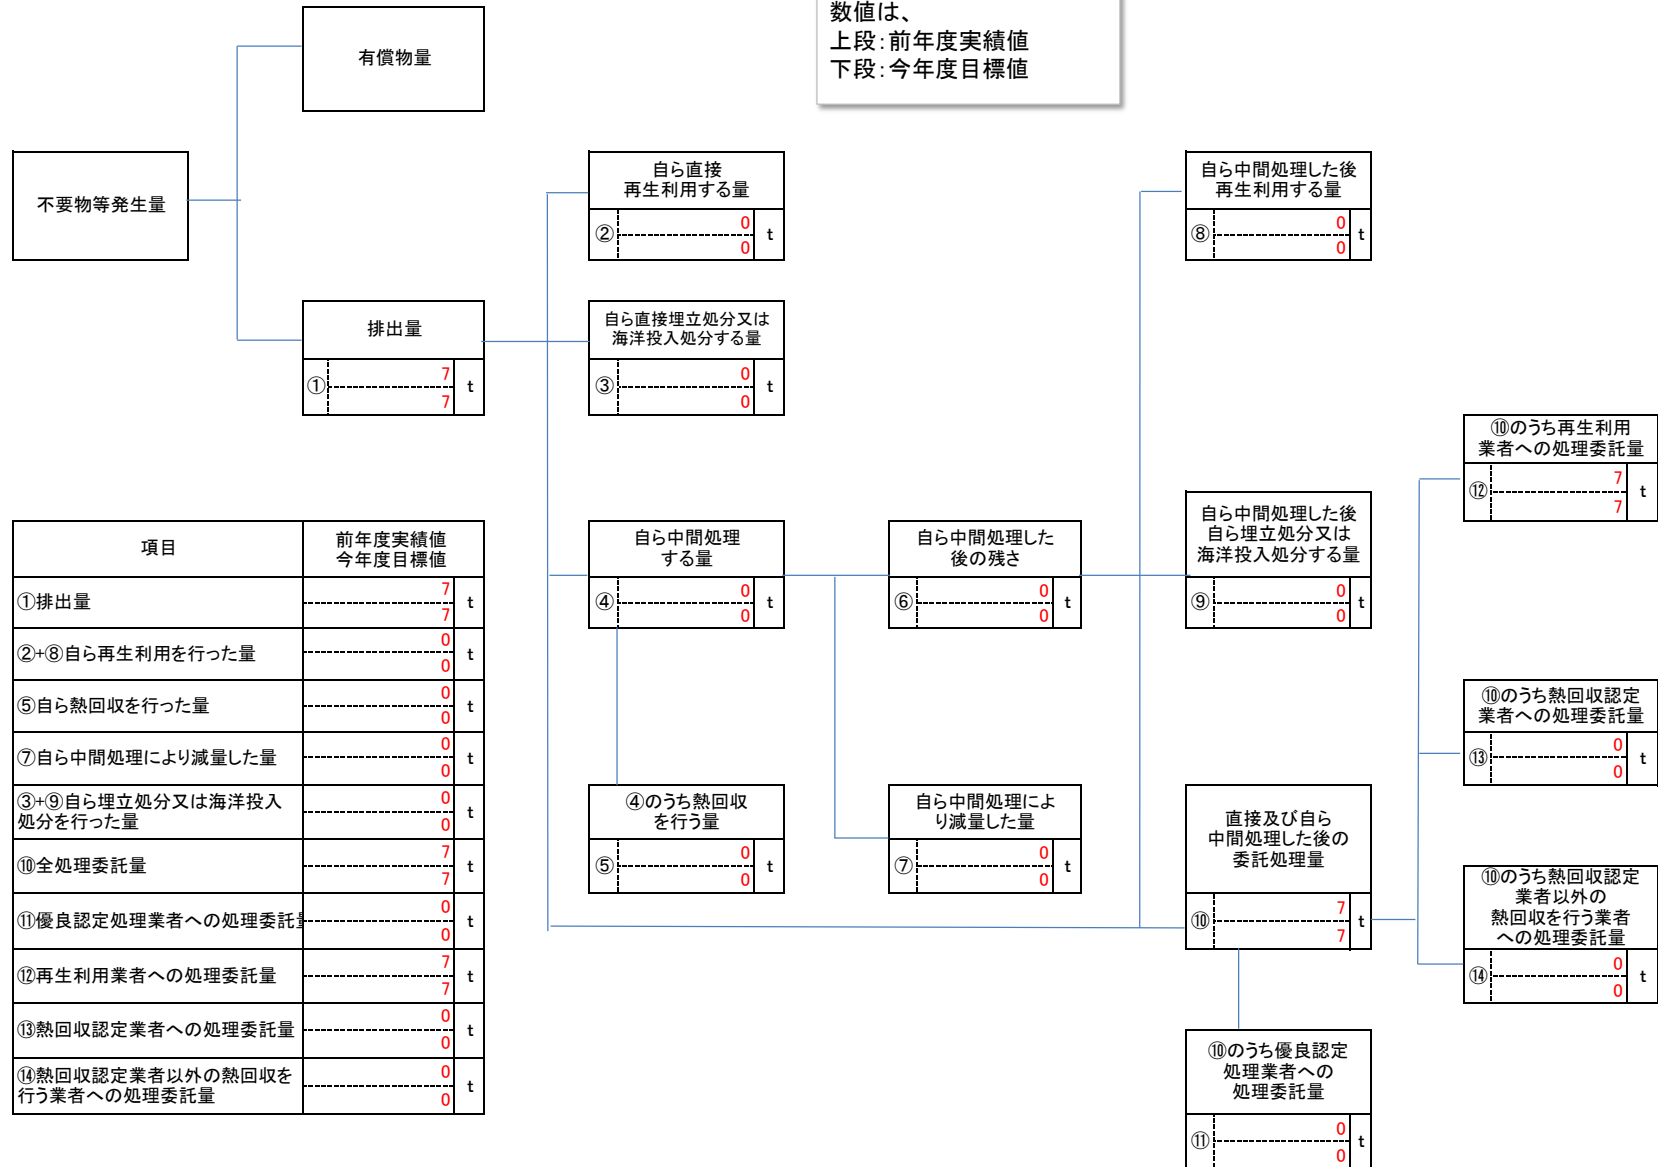 数値は、
上段：前年度実績値
下段：今年度目標値
有償物量
不要物等発生量
自ら直接
再生利用する量
②
0
0
t
自ら中間処理した後
再生利用する量
⑧
0
0
t
排出量
①
7
7
t
自ら直接埋立処分又は
海洋投入処分する量
③
0
0
t
⑩のうち再生利用
業者への処理委託量
⑫
7
7
t
自ら中間処理
する量
④
0
0
t
自ら中間処理した
後の残さ
⑥
0
0
t
自ら中間処理した後
自ら埋立処分又は
海洋投入処分する量
⑨
0
0
t
⑩のうち熱回収認定
業者への処理委託量
⑬
0
0
t
④のうち熱回収
を行う量
⑤
0
0
t
自ら中間処理によ
り減量した量
⑦
0
0
t
直接及び自ら
中間処理した後の
委託処理量
⑩
7
7
t
⑩のうち熱回収認定
業者以外の
熱回収を行う業者
への処理委託量
⑭
0
0
t
⑩のうち優良認定
処理業者への
処理委託量
⑪
0
0
t
項目
前年度実績値
今年度目標値
①排出量
7
7
t
②+⑧自ら再生利用を行った量
0
0
t
⑤自ら熱回収を行った量
0
0
t
⑦自ら中間処理により減量した量
0
0
t
③+⑨自ら埋立処分又は海洋投入
処分を行った量
0
0
t
⑩全処理委託量
7
7
t
⑪優良認定処理業者への処理委託
0
0
t
⑫再生利用業者への処理委託量
7
7
t
⑬熱回収認定業者への処理委託量
0
0
t
⑭熱回収認定業者以外の熱回収を
行う業者への処理委託量
0
0
t